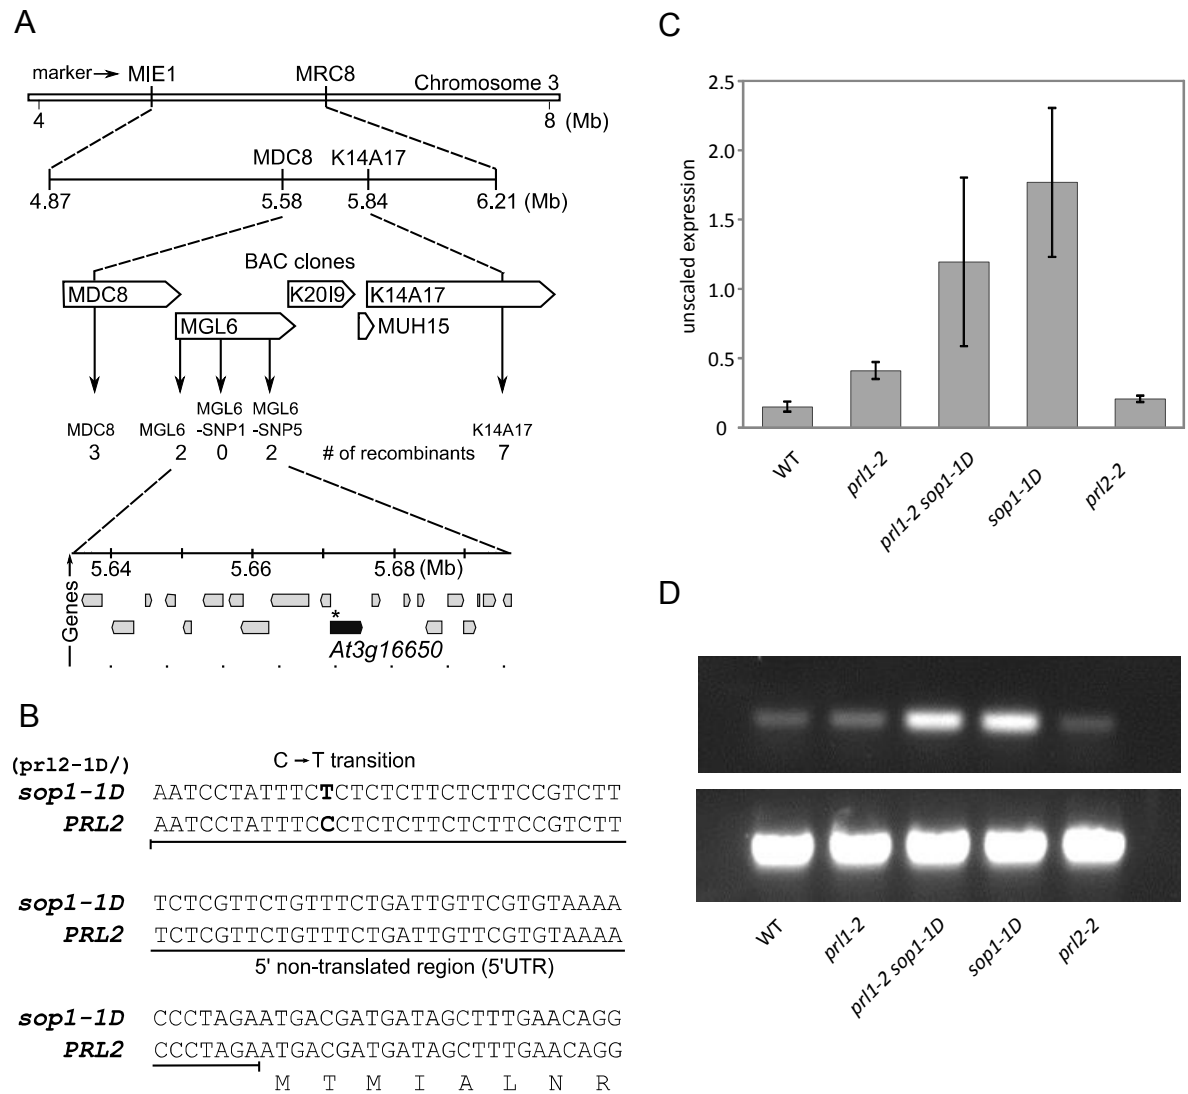 A
marker→ MIE1 MRC8 Chromosome 3
4 8 (Mb)
MDC8 K14A17
4.87 5.58 5.84 6.21 (Mb)
BAC clones
MDC8 K20I9 K14A17
MGL6 MUH15
MGL6 MGL6
-SNP1 -SNP5
MDC8 MGL6 K14A17
3 2 0 2 # of recombinants 7
5.64 5.66 5.68 (Mb)
Genes
*
At3g16650
B
(prl2-1D/) C → T transition
sop1-1D AATCCTATTTCTCTCTCTTCTCTTCCGTCTT
PRL2 AATCCTATTTCCCTCTCTTCTCTTCCGTCTT
sop1-1D TCTCGTTCTGTTTCTGATTGTTCGTGTAAAA
PRL2 TCTCGTTCTGTTTCTGATTGTTCGTGTAAAA
5' non-translated region (5'UTR)
sop1-1D CCCTAGAATGACGATGATAGCTTTGAACAGG
PRL2 CCCTAGAATGACGATGATAGCTTTGAACAGG
M T M I A L N R
C
unscaled expression
2.5
2.0
1.5
1.0
0.5
0
WT prl1-2 prl1-2 sop1-1D sop1-1D prl2-2
D
WT prl1-2 prl1-2 sop1-1D sop1-1D prl2-2